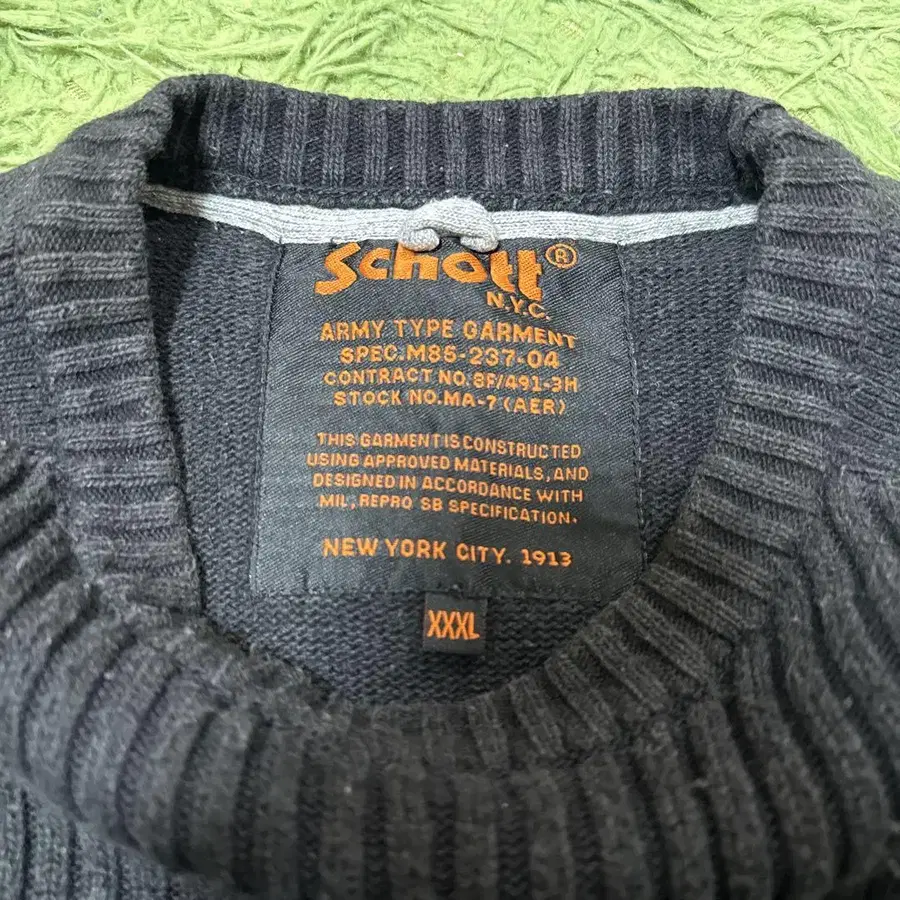 Schott®
N.Y.C.
ARMY TYPE GARMENT
SPEC.M85-237-04
CONTRACT NO.8F/491-3H
STOCK NO.MA-7 (AER)
THIS GARMENT IS CONSTRUCTED
USING APPROVED MATERIALS, AND
DESIGNED IN ACCORDANCE WITH
MIL, REPRO SB SPECIFICATION.
NEW YORK CITY. 1913
XXXL